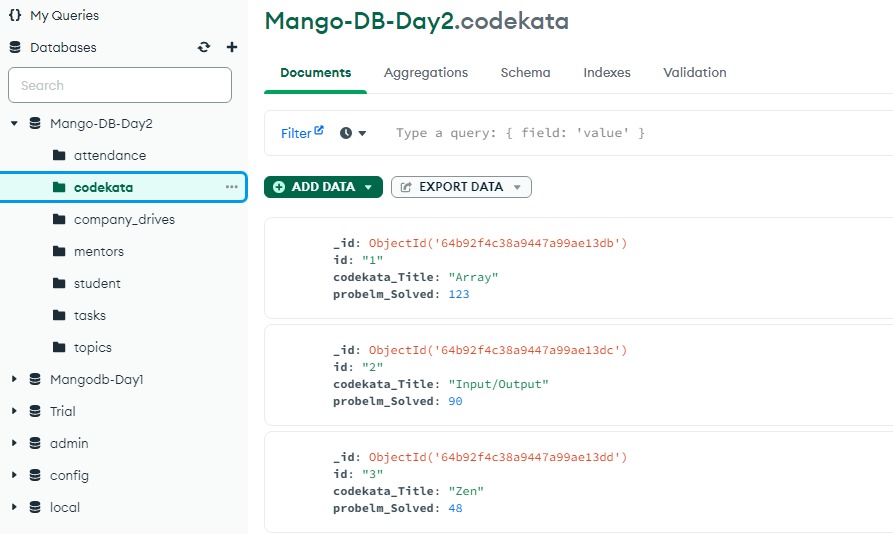 {} My Queries
Databases
Search
Mango-DB-Day2
attendance
codekata
company_drives
mentors
student
tasks
topics
Mangodb-Day1
Trial
admin
config
local
Mango-DB-Day2.codekata
Documents Aggregations Schema Indexes Validation
Filter Type a query: { field: 'value' }
ADD DATA EXPORT DATA
_id: ObjectId('64b92f4c38a9447a99ae13db')
id: "1"
codekata_Title: "Array"
probelm_Solved: 123
_id: ObjectId('64b92f4c38a9447a99ae13dc')
id: "2"
codekata_Title: "Input/Output"
probelm_Solved: 90
_id: ObjectId('64b92f4c38a9447a99ae13dd')
id: "3"
codekata_Title: "Zen"
probelm_Solved: 48